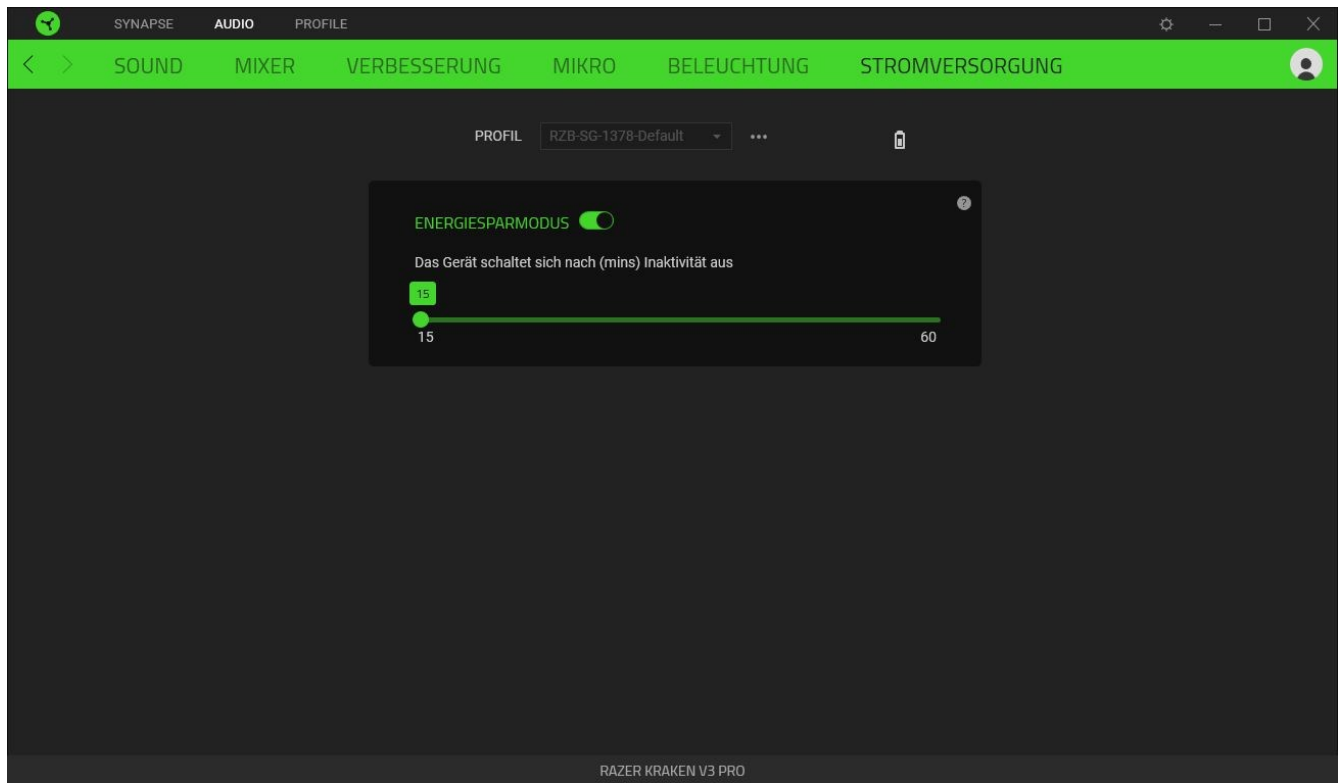 SYNAPSE AUDIO PROFILE
SOUND MIXER VERBESSERUNG MIKRO BELEUCHTUNG STROMVERSORGUNG
PROFIL RZB-SG-1378-Default
?
ENERGIESPARMODUS
Das Gerät schaltet sich nach (mins) Inaktivität aus
15
15 60
RAZER KRAKEN V3 PRO